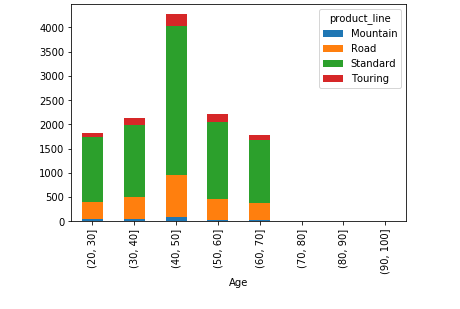 product_line
Mountain
Road
Standard
Touring
4000
3500
3000
2500
2000
1500
1000
500
0
(20, 30]
(30, 40]
(40, 50]
(50, 60]
(60, 70]
(70, 80]
(80, 90]
(90, 100]
Age